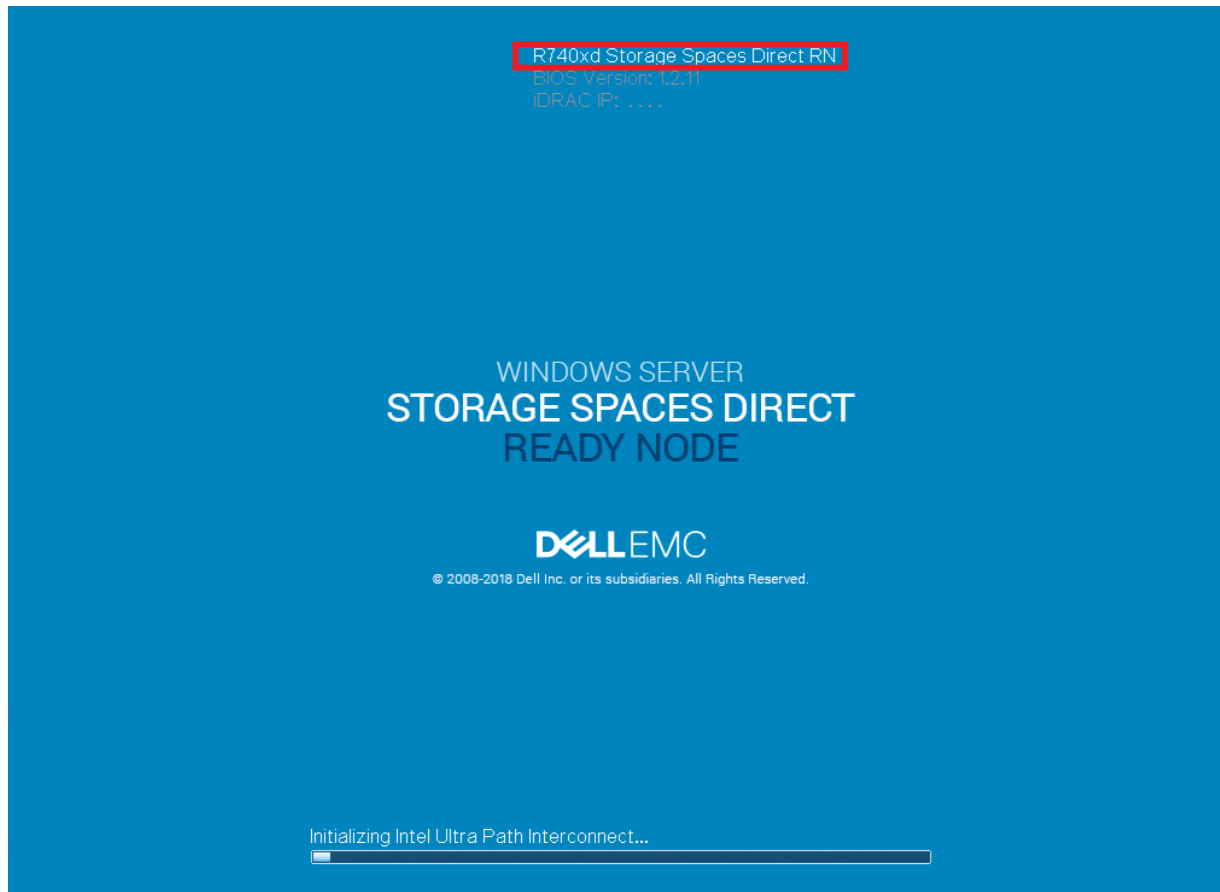 R740xd Storage Spaces Direct RN
BIOS Version: 1.2.11
iDRAC IP: . . . .
WINDOWS SERVER
STORAGE SPACES DIRECT
READY NODE
DELLEMC
© 2008-2018 Dell Inc. or its subsidiaries. All Rights Reserved.
Initializing Intel Ultra Path Interconnect...